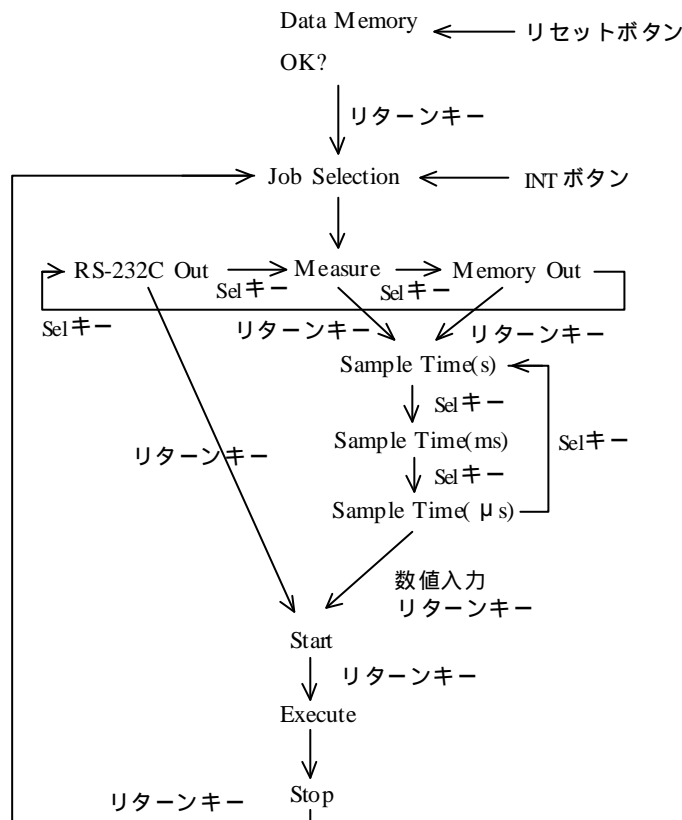 Data Memory
OK?
リセットボタン
リターンキー
Job Selection
INT ボタン
RS-232C Out
Selキー
Measure
Selキー
Memory Out
Selキー
リターンキー
リターンキー
Sample Time(s)
Selキー
Sample Time(ms)
Selキー
リターンキー
Selキー
Sample Time( μs)
数値入力
リターンキー
Start
リターンキー
Execute
リターンキー
Stop